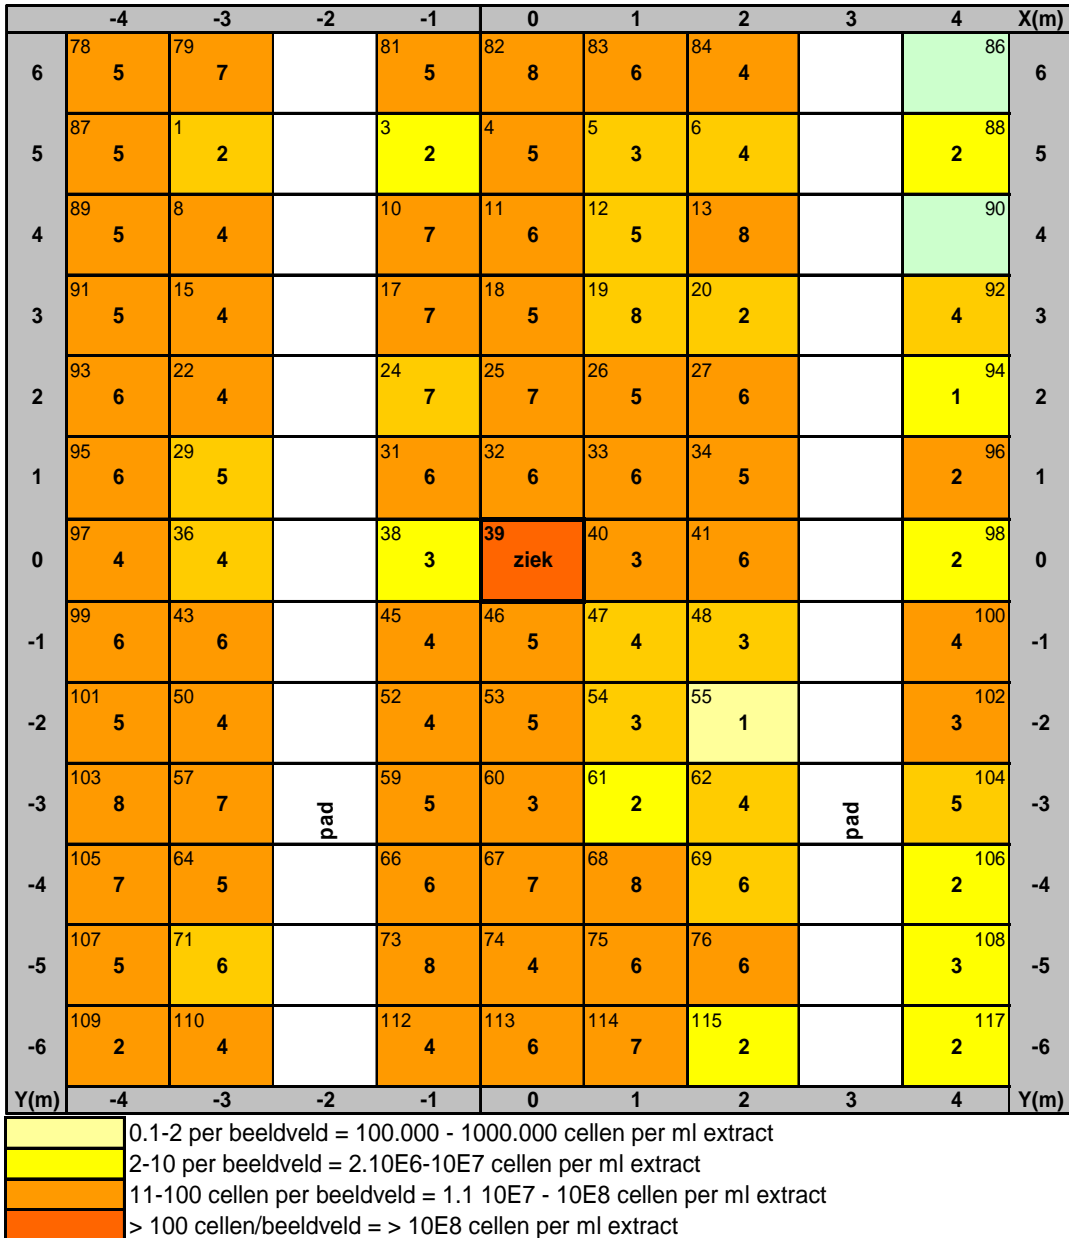 -4 -3 -2 -1 0 1 2 3 4 X(m)
78 79 81 82 83 84 86
6 5 7 5 8 6 4 6
87 1 3 4 5 6 88
5 5 2 2 5 3 4 2 5
89 8 10 11 12 13 90
4 5 4 7 6 5 8 4
91 15 17 18 19 20 92
3 5 4 7 5 8 2 4 3
93 22 24 25 26 27 94
2 6 4 7 7 5 6 1 2
95 29 31 32 33 34 96
1 6 5 6 6 6 5 2 1
97 36 38 39 40 41 98
0 4 4 3 ziek 3 6 2 0
99 43 45 46 47 48 100
-1 6 6 4 5 4 3 4 -1
101 50 52 53 54 55 102
-2 5 4 4 5 3 1 3 -2
103 57 59 60 61 62 104
-3 8 7 pad 5 3 2 4 pad 5 -3
105 64 66 67 68 69 106
-4 7 5 6 7 8 6 2 -4
107 71 73 74 75 76 108
-5 5 6 8 4 6 6 3 -5
109 110 112 113 114 115 117
-6 2 4 4 6 7 2 2 -6
Y(m) -4 -3 -2 -1 0 1 2 3 4 Y(m)
0.1-2 per beeldveld = 100.000 - 1000.000 cellen per ml extract
2-10 per beeldveld = 2.10E6-10E7 cellen per ml extract
11-100 cellen per beeldveld = 1.1 10E7 - 10E8 cellen per ml extract
> 100 cellen/beeldveld = > 10E8 cellen per ml extract